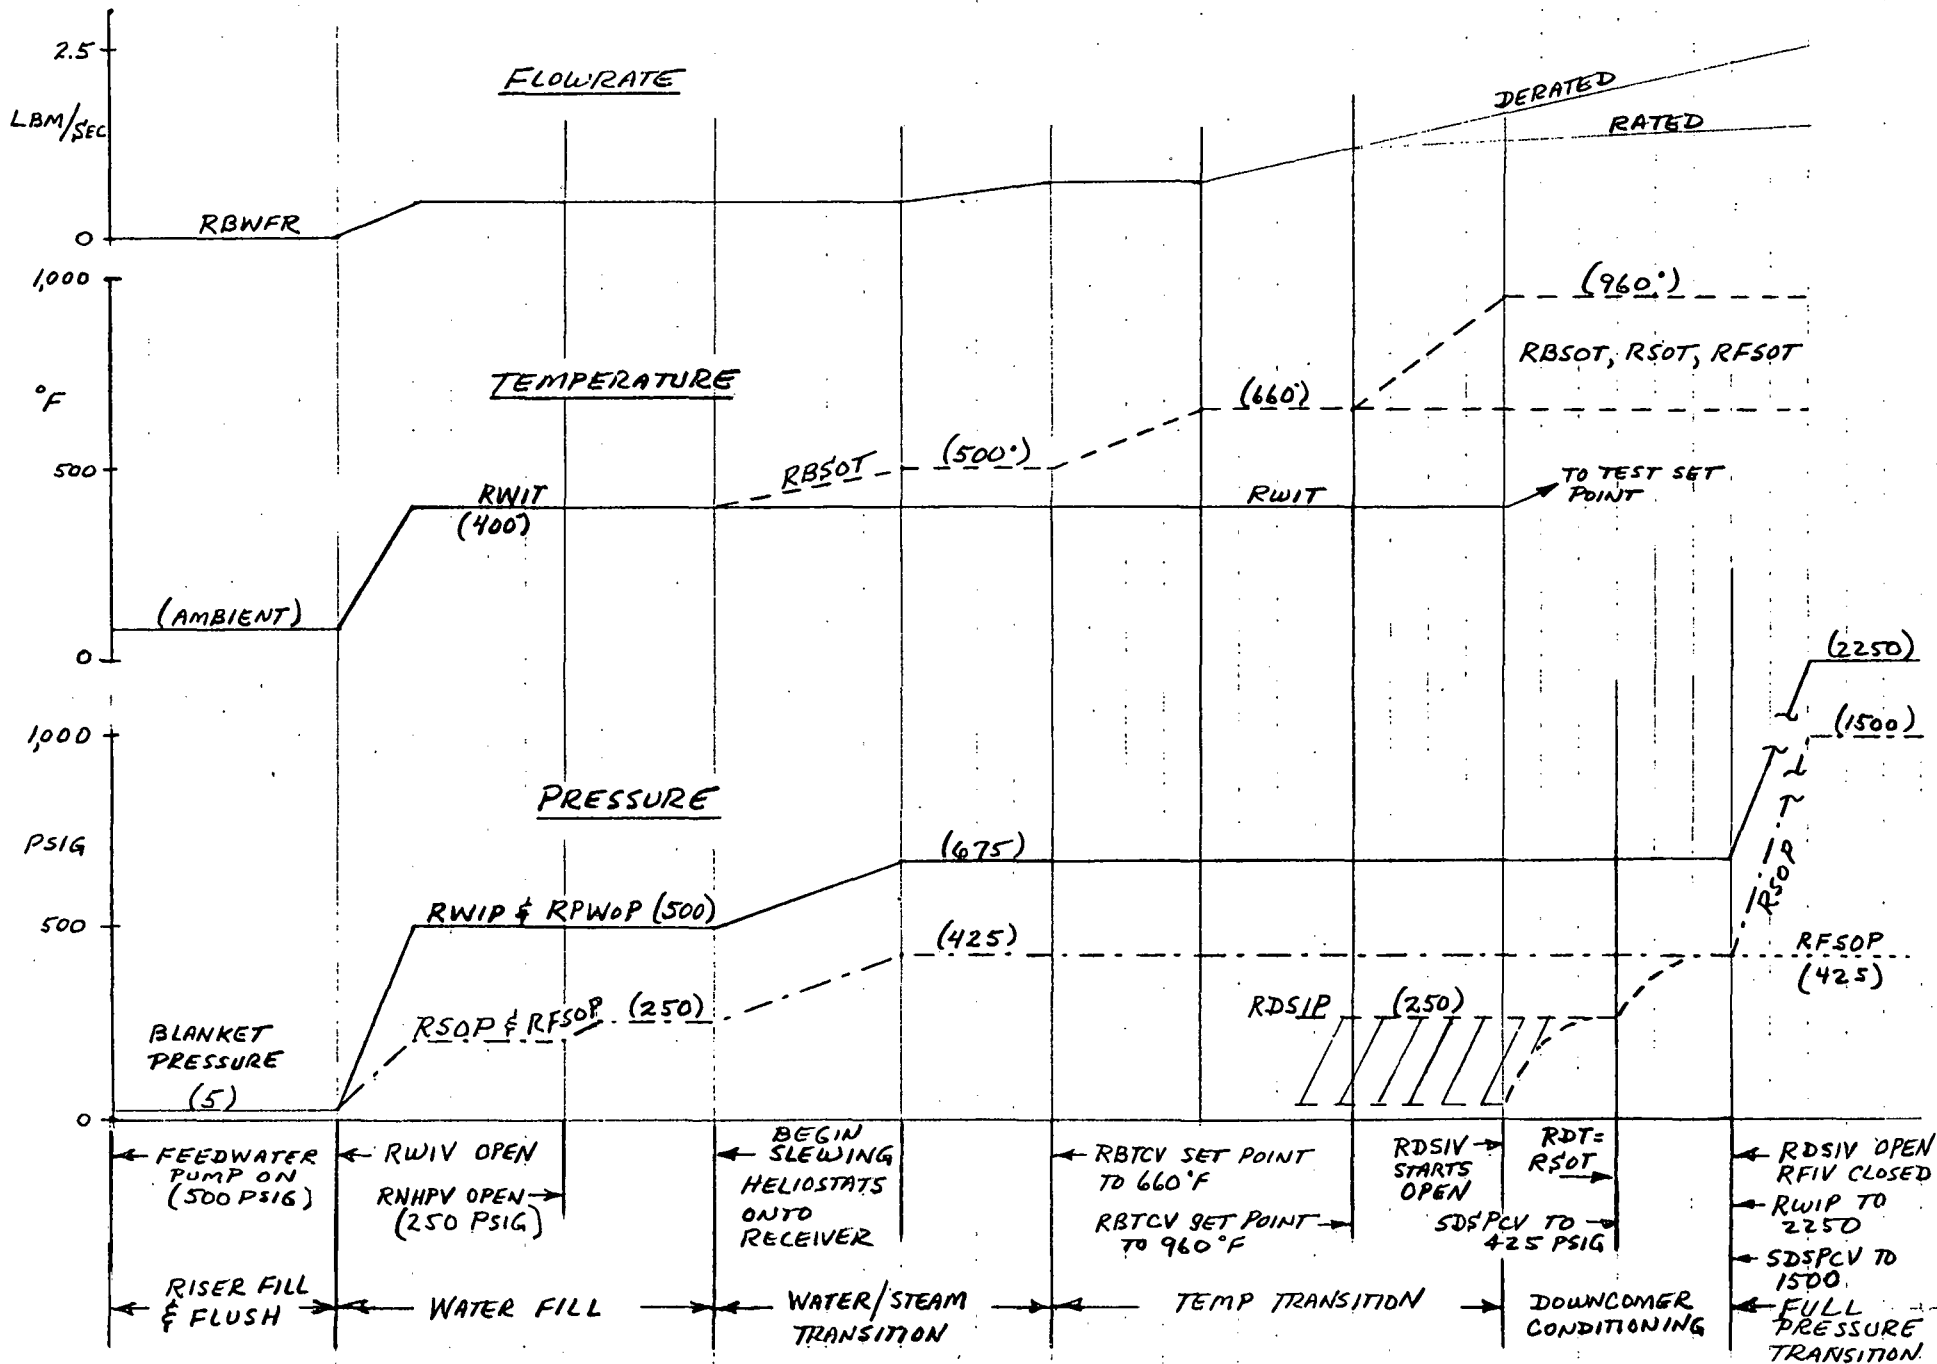 2.5
FLOWRATE
LBM/SEC
DERATED
RATED
RBWFR
0
1,000
(960°)
RBSOT, RSOT, RFSOT
TEMPERATURE
°F
(660)
500
RBSOT
(500°)
TO TEST SET
POINT
RWIT
(400)
RWIT
(AMBIENT)
0
(2250)
1,000
(1500)
PRESSURE
PSIG
(675)
RSOP
RWIP & RPWOP (500)
500
(425)
RFSOP
(425)
RSOP & RFSOP (250)
RDSIP (250)
BLANKET
PRESSURE
(5)
0
FEEDWATER
PUMP ON
(500 PSIG)
RWIV OPEN
RNHPV OPEN
(250 PSIG)
BEGIN
SLEWING
HELIOSTATS
ONTO
RECEIVER
RBTCV SET POINT
TO 660°F
RBTCV SET POINT
TO 960°F
RDSIV
STARTS
OPEN
RDT=
RSOT
SDSPCV TO
425 PSIG
RDSIV OPEN
RFIV CLOSED
RWIP TO
2250
SDSPCV TO
1500
RISER FILL
& FLUSH
WATER FILL
WATER/STEAM
TRANSITION
TEMP TRANSITION
DOWNCOMER
CONDITIONING
FULL
PRESSURE
TRANSITION